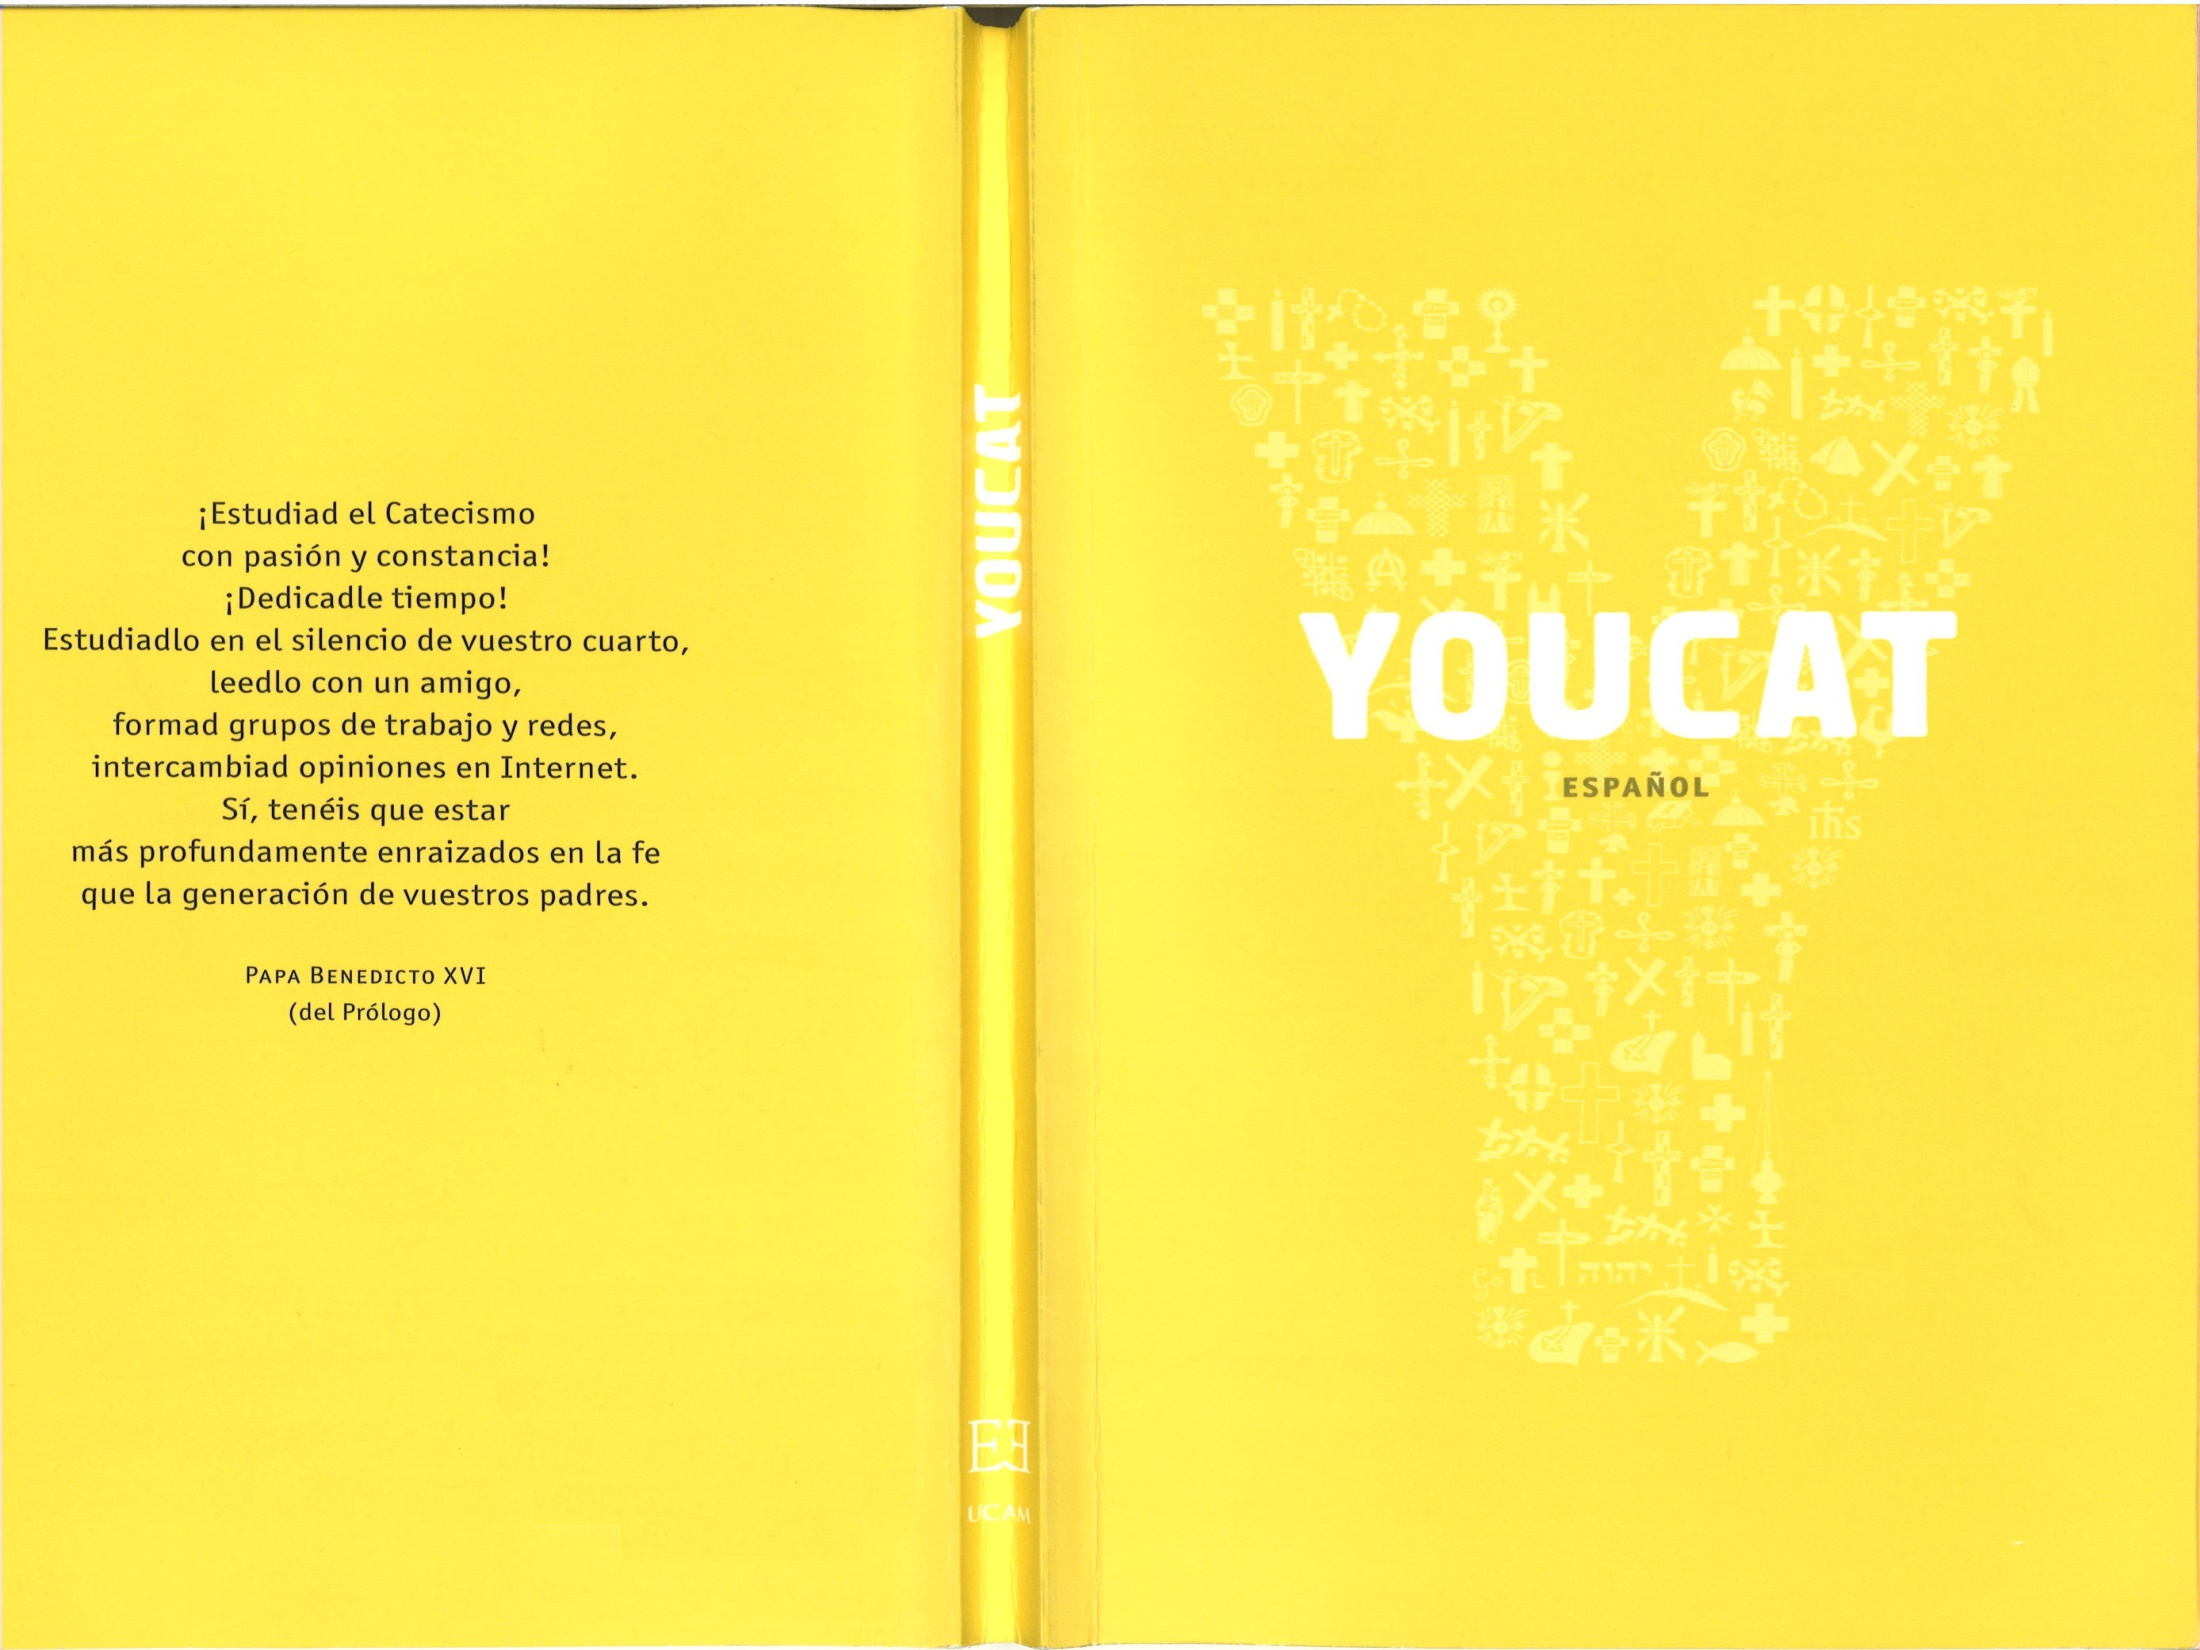 ¡Estudiad el Catecismo
con pasión y constancia!
¡Dedicadle tiempo!
Estudiadlo en el silencio de vuestro cuarto,
leedlo con un amigo,
formad grupos de trabajo y redes,
intercambiad opiniones en Internet.
Sí, tenéis que estar
más profundamente enraizados en la fe
que la generación de vuestros padres.
PAPA BENEDICTO XVI
(del Prólogo)
YOUCAT
UCAM
YOUCAT
ESPAÑOL
ihs
יהוה